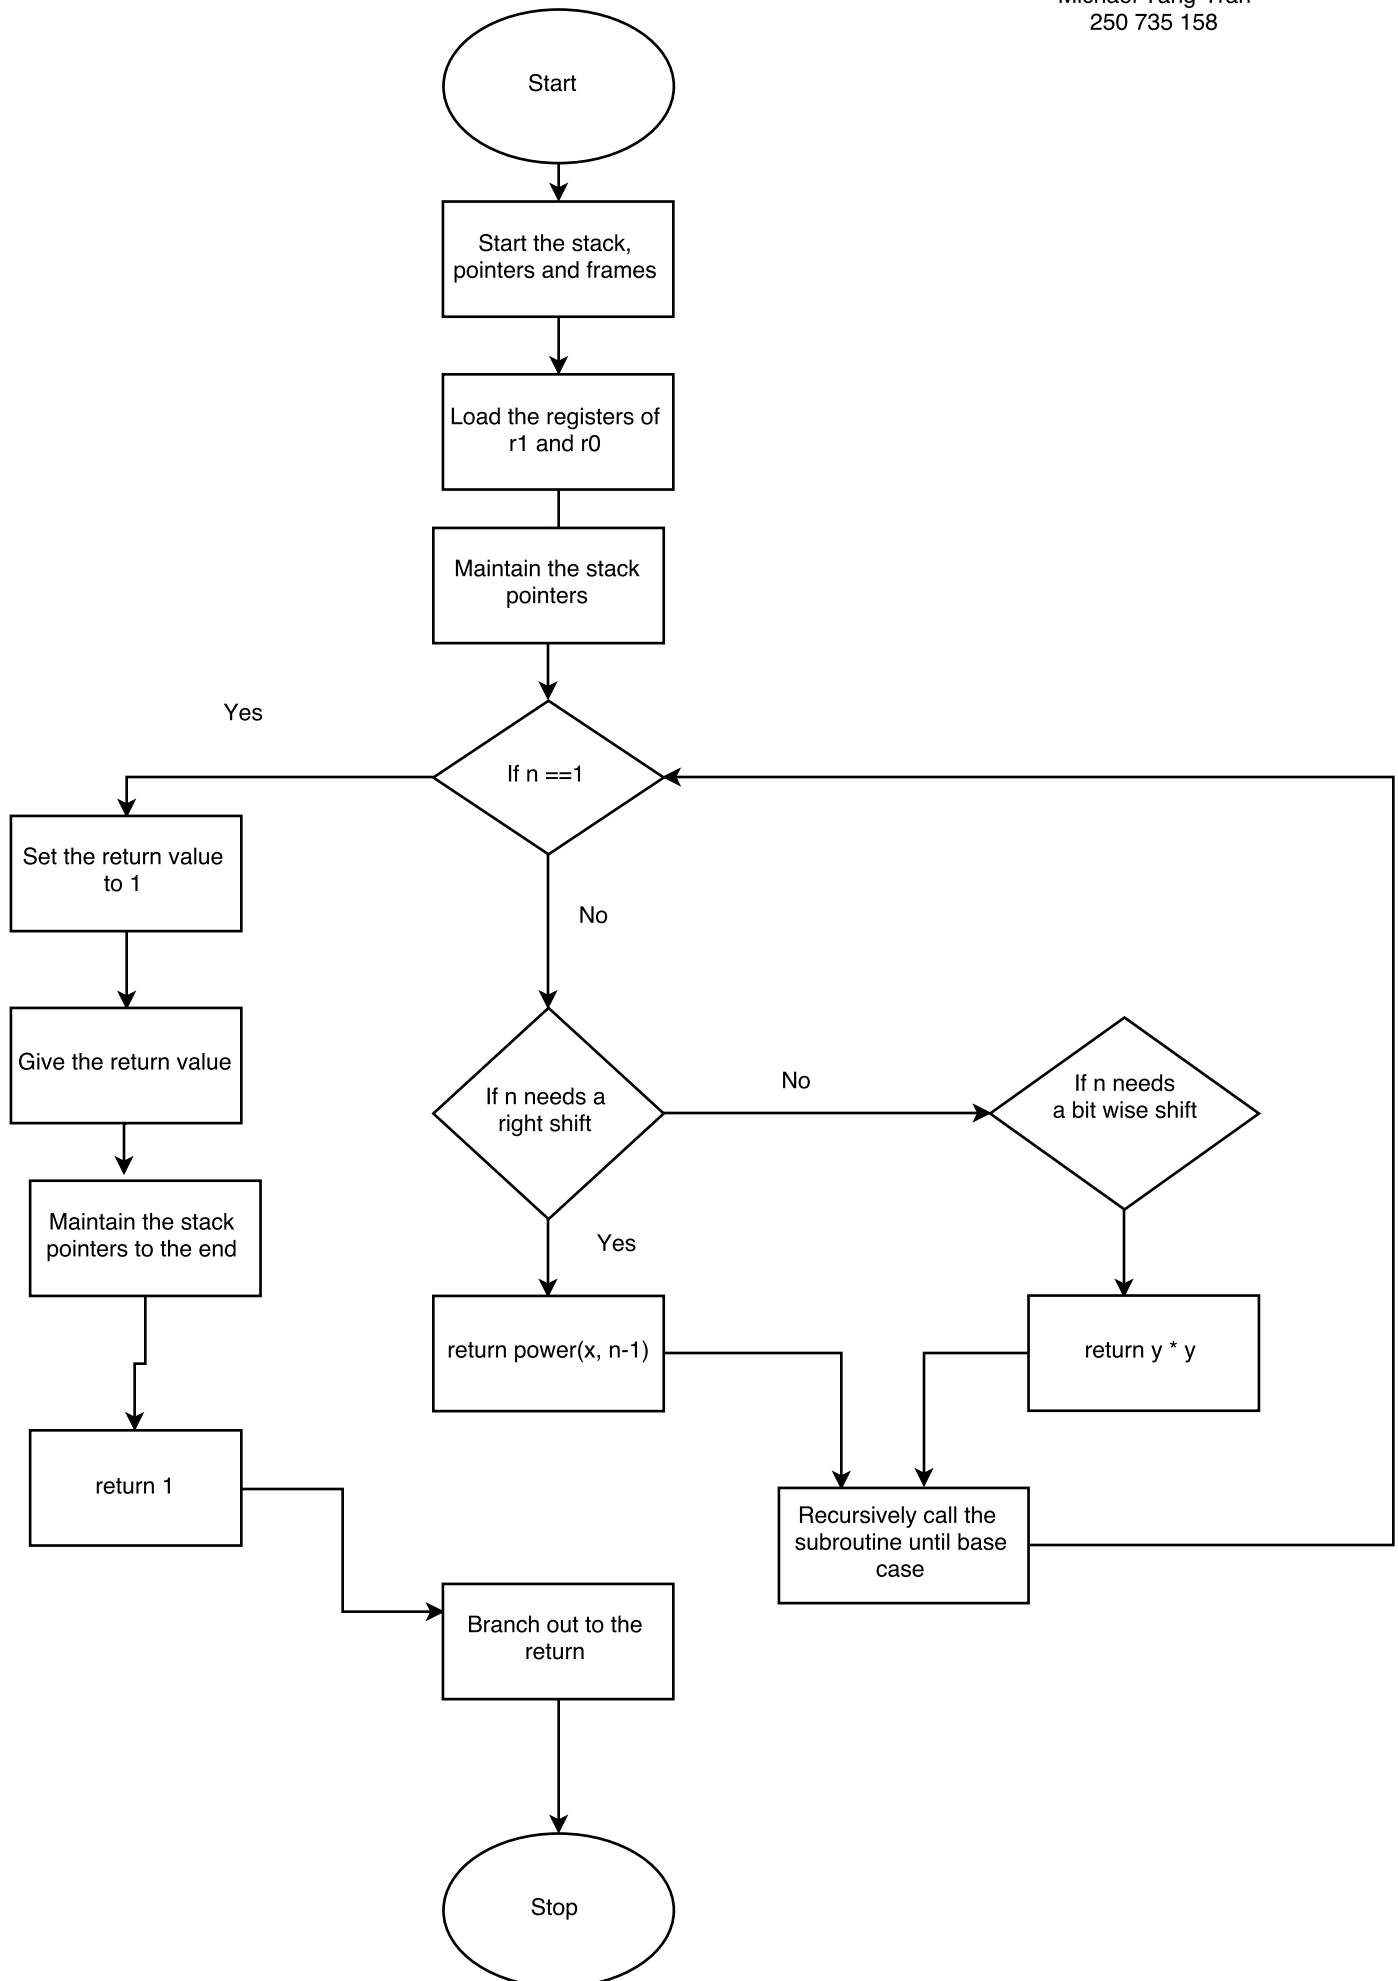 250 735 158
Start
Start the stack,
pointers and frames
Load the registers of
r1 and r0
Maintain the stack
pointers
Yes
If n ==1
Set the return value
to 1
No
Give the return value
If n needs a
right shift
No
If n needs
a bit wise shift
Maintain the stack
pointers to the end
Yes
return power(x, n-1)
return y * y
return 1
Recursively call the
subroutine until base
case
Branch out to the
return
Stop